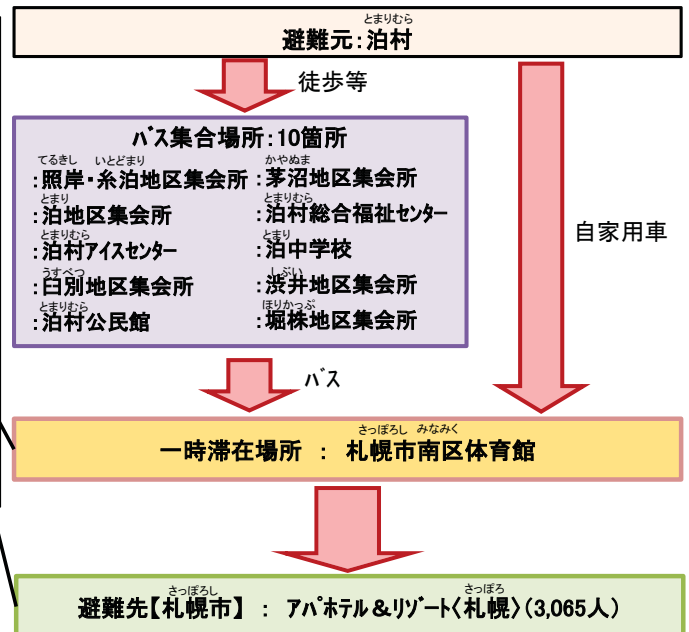 とまりむら
避難元:泊村
徒歩等
バス集合場所:10箇所
てるきし いとどまり かやぬま
:照岸・糸泊地区集会所 :茅沼地区集会所
とまり とまりむら
:泊地区集会所 :泊村総合福祉センター
とまりむら とまり
:泊村アイスセンター :泊中学校
うすべつ しぶい
:臼別地区集会所 :渋井地区集会所
とまりむら ほりかっぷ
:泊村公民館 :堀株地区集会所
自家用車
バス
さっぽろし みなみく
一時滞在場所 : 札幌市南区体育館
さっぽろし さっぽろ
避難先【札幌市】 : アパホテル&リゾート〈札幌〉(3,065人)